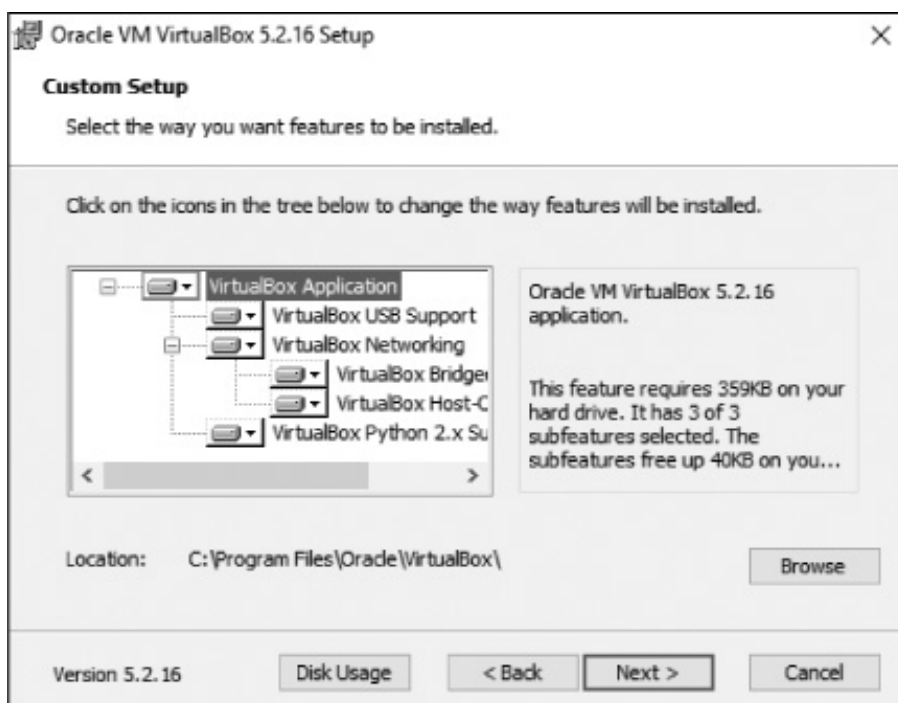 Oracle VM VirtualBox 5.2.16 Setup
Custom Setup
Select the way you want features to be installed.
Click on the icons in the tree below to change the way features will be installed.
VirtualBox Application
VirtualBox USB Support
VirtualBox Networking
VirtualBox Bridge
VirtualBox Host-C
VirtualBox Python 2.x Su
Oracle VM VirtualBox 5.2.16
application.
This feature requires 359KB on your
hard drive. It has 3 of 3
subfeatures selected. The
subfeatures free up 40KB on you...
Location: C:\Program Files\Oracle\VirtualBox\
Browse
Version 5.2.16 Disk Usage < Back Next > Cancel